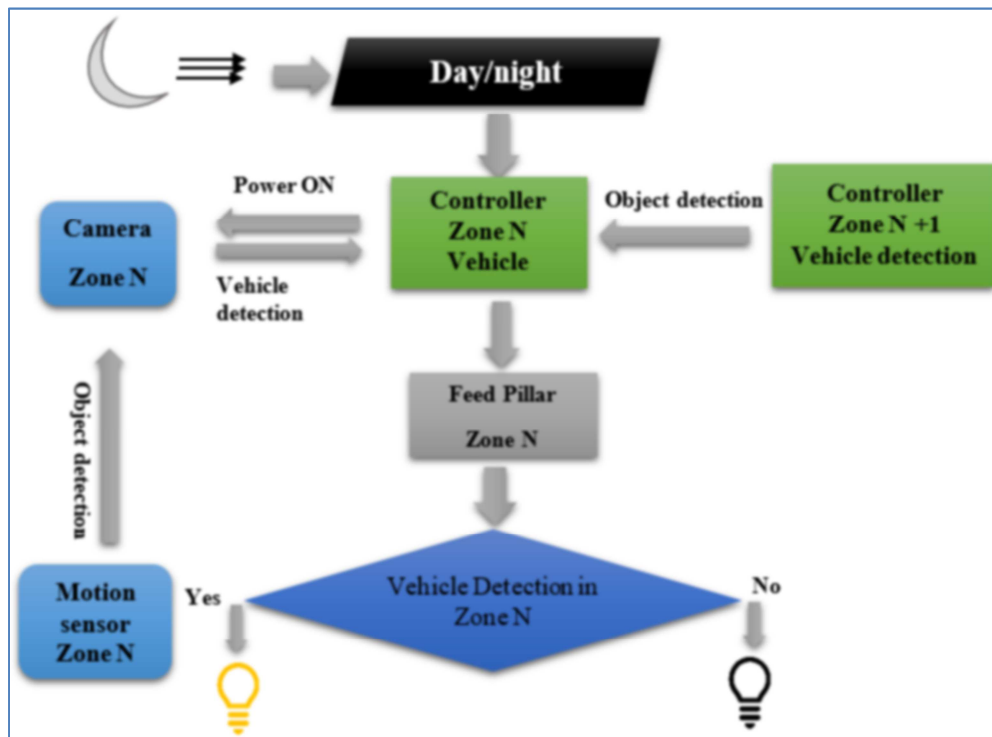 Day/night
Power ON
Controller
Zone N
Vehicle
Object detection
Controller
Zone N +1
Vehicle detection
Camera
Zone N
Vehicle
detection
Object detection
Feed Pillar
Zone N
Vehicle Detection in
Zone N
Yes
No
Motion
sensor
Zone N